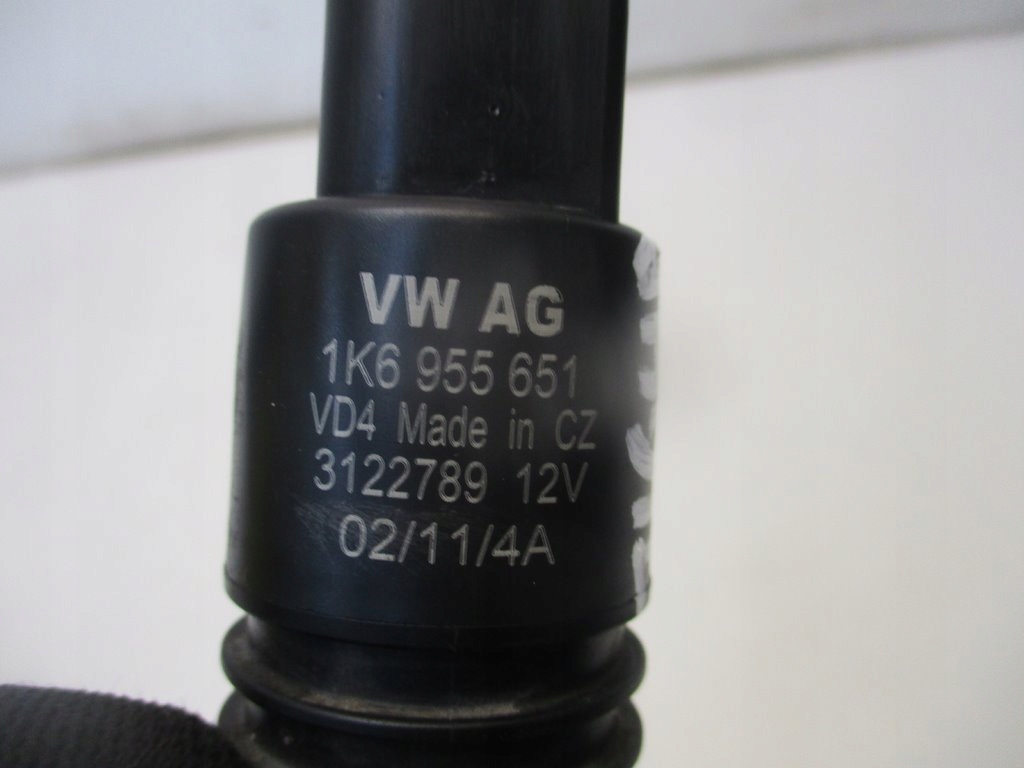 VW AG
1K6 955 651
VD4 Made in CZ
3122789 12V
02/11/4A